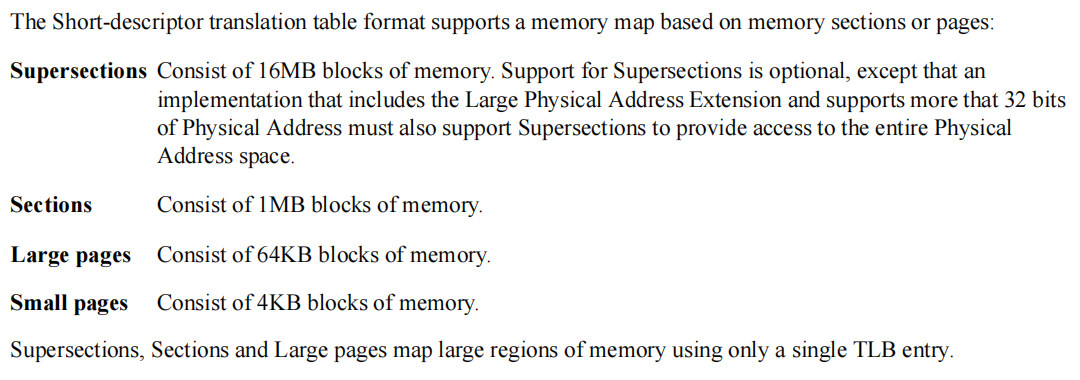 The Short-descriptor translation table format supports a memory map based on memory sections or pages:
Supersections Consist of 16MB blocks of memory. Support for Supersections is optional, except that an
implementation that includes the Large Physical Address Extension and supports more that 32 bits
of Physical Address must also support Supersections to provide access to the entire Physical
Address space.
Sections Consist of 1MB blocks of memory.
Large pages Consist of 64KB blocks of memory.
Small pages Consist of 4KB blocks of memory.
Supersections, Sections and Large pages map large regions of memory using only a single TLB entry.